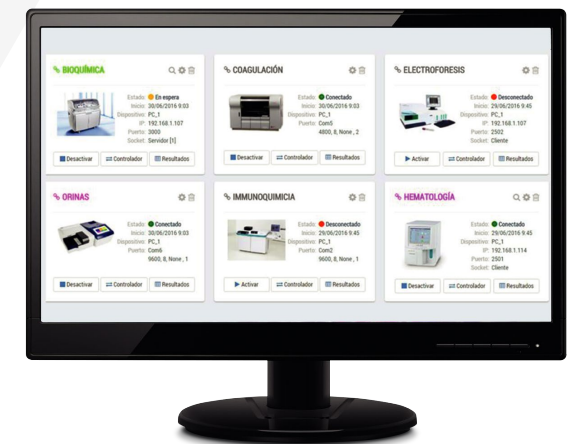 BIOQUÍMICA
Estado: En espera
Inicio: 30/06/2016 9:03
Dispositivo: PC_1
IP: 192.168.1.107
Puerto: 3000
Socket: Servidor [1]
Desactivar Controlador Resultados
COAGULACIÓN
Estado: Conectado
Inicio: 30/06/2016 9:03
Dispositivo: PC_1
Puerto: Com5
4800, 8, None , 2
Desactivar Controlador Resultados
ELECTROFORESIS
Estado: Desconectado
Inicio: 29/06/2016 9:45
Dispositivo: PC_1
IP: 192.168.1.107
Puerto: 2502
Socket: Cliente
Activar Controlador Resultados
ORINAS
Estado: Conectado
Inicio: 30/06/2016 9:03
Dispositivo: PC_1
Puerto: Com6
9600, 8, None , 1
Desactivar Controlador Resultados
IMMUNOQUIMICIA
Estado: Desconectado
Inicio: 29/06/2016 9:45
Dispositivo: PC_1
Puerto: Com2
9600, 8, None , 1
Activar Controlador Resultados
HEMATOLOGÍA
Estado: Conectado
Inicio: 29/06/2016 9:45
Dispositivo: PC_1
IP: 192.168.1.114
Puerto: 2501
Socket: Cliente
Desactivar Controlador Resultados